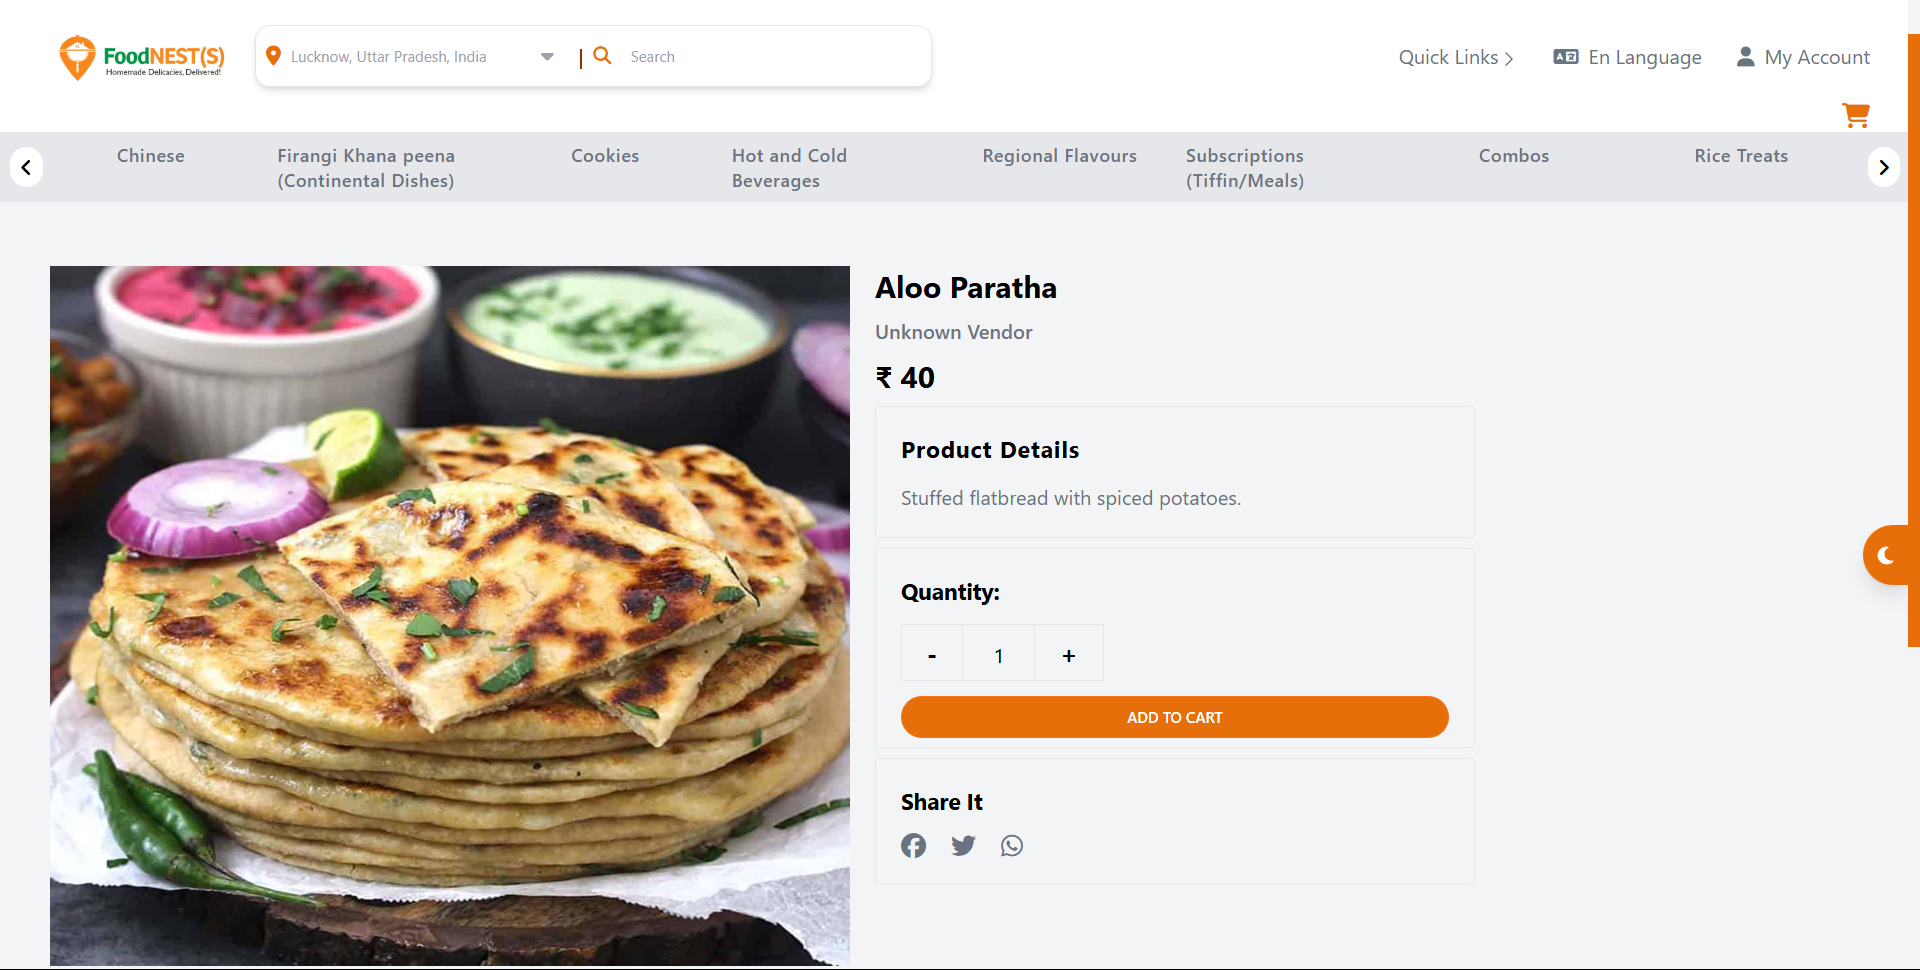 FoodNEST(S)
Homemade Delicacies, Delivered!
Lucknow, Uttar Pradesh, India
Search
Quick Links
En Language
My Account
Chinese
Firangi Khana peena
(Continental Dishes)
Cookies
Hot and Cold
Beverages
Regional Flavours
Subscriptions
(Tiffin/Meals)
Combos
Rice Treats
Aloo Paratha
Unknown Vendor
₹ 40
Product Details
Stuffed flatbread with spiced potatoes.
Quantity:
- 1 +
ADD TO CART
Share It